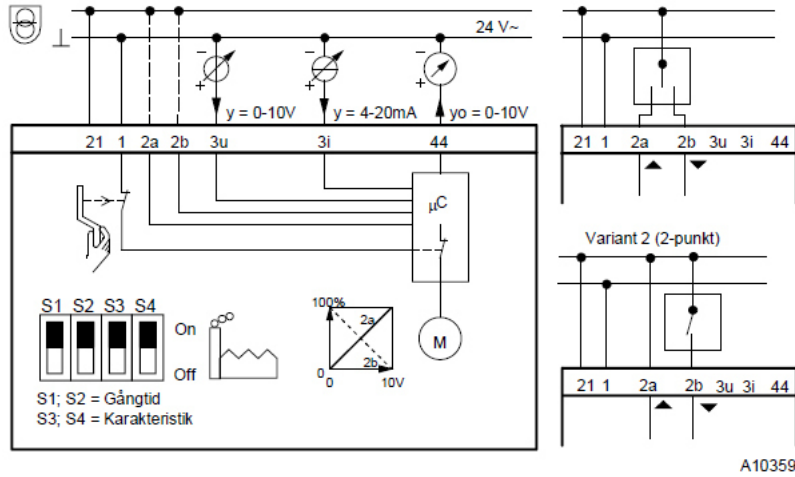 24 V~
y = 0-10V
y = 4-20mA
yo = 0-10V
21 1 2a 2b 3u 3i 44
µC
M
S1 S2 S3 S4
On
Off
S1; S2 = Gångtid
S3; S4 = Karakteristik
100%
2a
2b
0
0 10V
21 1 2a 2b 3u 3i 44
Variant 2 (2-punkt)
21 1 2a 2b 3u 3i 44
A10359